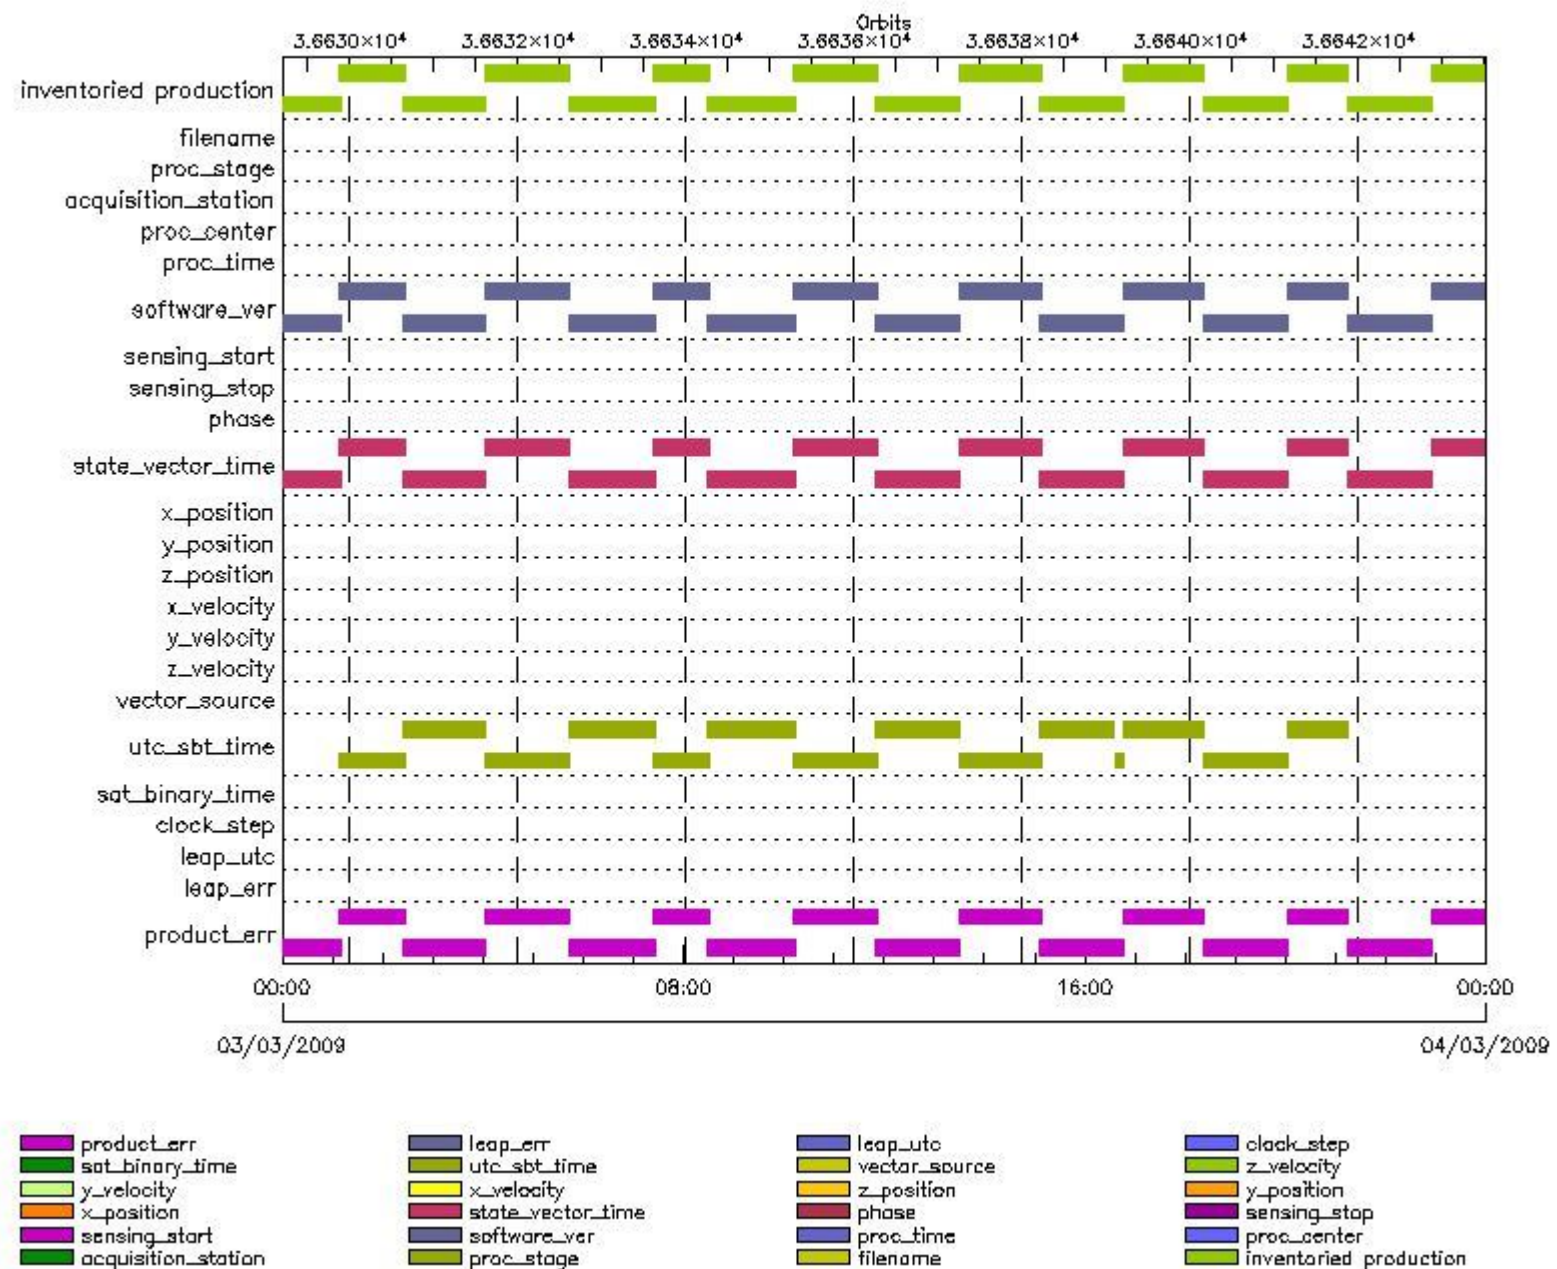 Orbits
3.6630×10⁴ 3.6632×10⁴ 3.6634×10⁴ 3.6636×10⁴ 3.6638×10⁴ 3.6640×10⁴ 3.6642×10⁴
inventoried production
filename
proc_stage
acquisition_station
proc_center
proc_time
software_ver
sensing_start
sensing_stop
phase
state_vector_time
x_position
y_position
z_position
x_velocity
y_velocity
z_velocity
vector_source
utc_sbt_time
sat_binary_time
clock_step
leap_utc
leap_err
product_err
00:00 08:00 16:00 00:00
03/03/2009 04/03/2009
product_err leap_err leap_utc clock_step
sat_binary_time utc_sbt_time vector_source z_velocity
y_velocity x_velocity z_position y_position
x_position state_vector_time phase sensing_stop
sensing_start software_ver proc_time proc_center
acquisition_station proc_stage filename inventoried production